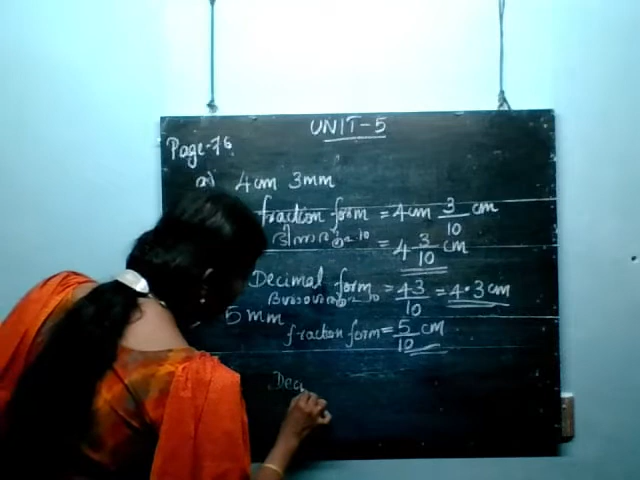 UNIT-5
Page-76
a) 4cm 3mm
fraction form = 4cm 3/10 cm
ഭിന്നരൂപം = 4 3/10 cm
Decimal form = 43/10 = 4.3 cm
5 mm
fraction form = 5/10 cm
Dec